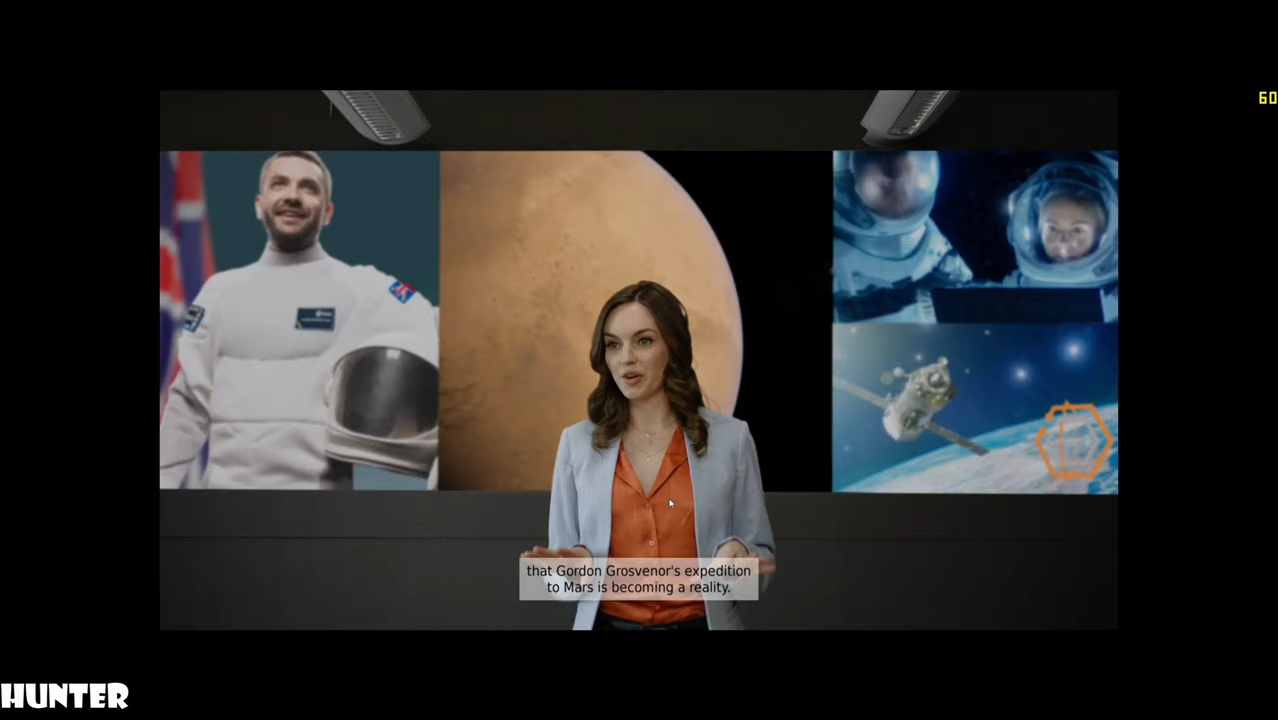 60
that Gordon Grosvenor's expedition
to Mars is becoming a reality.
HUNTER